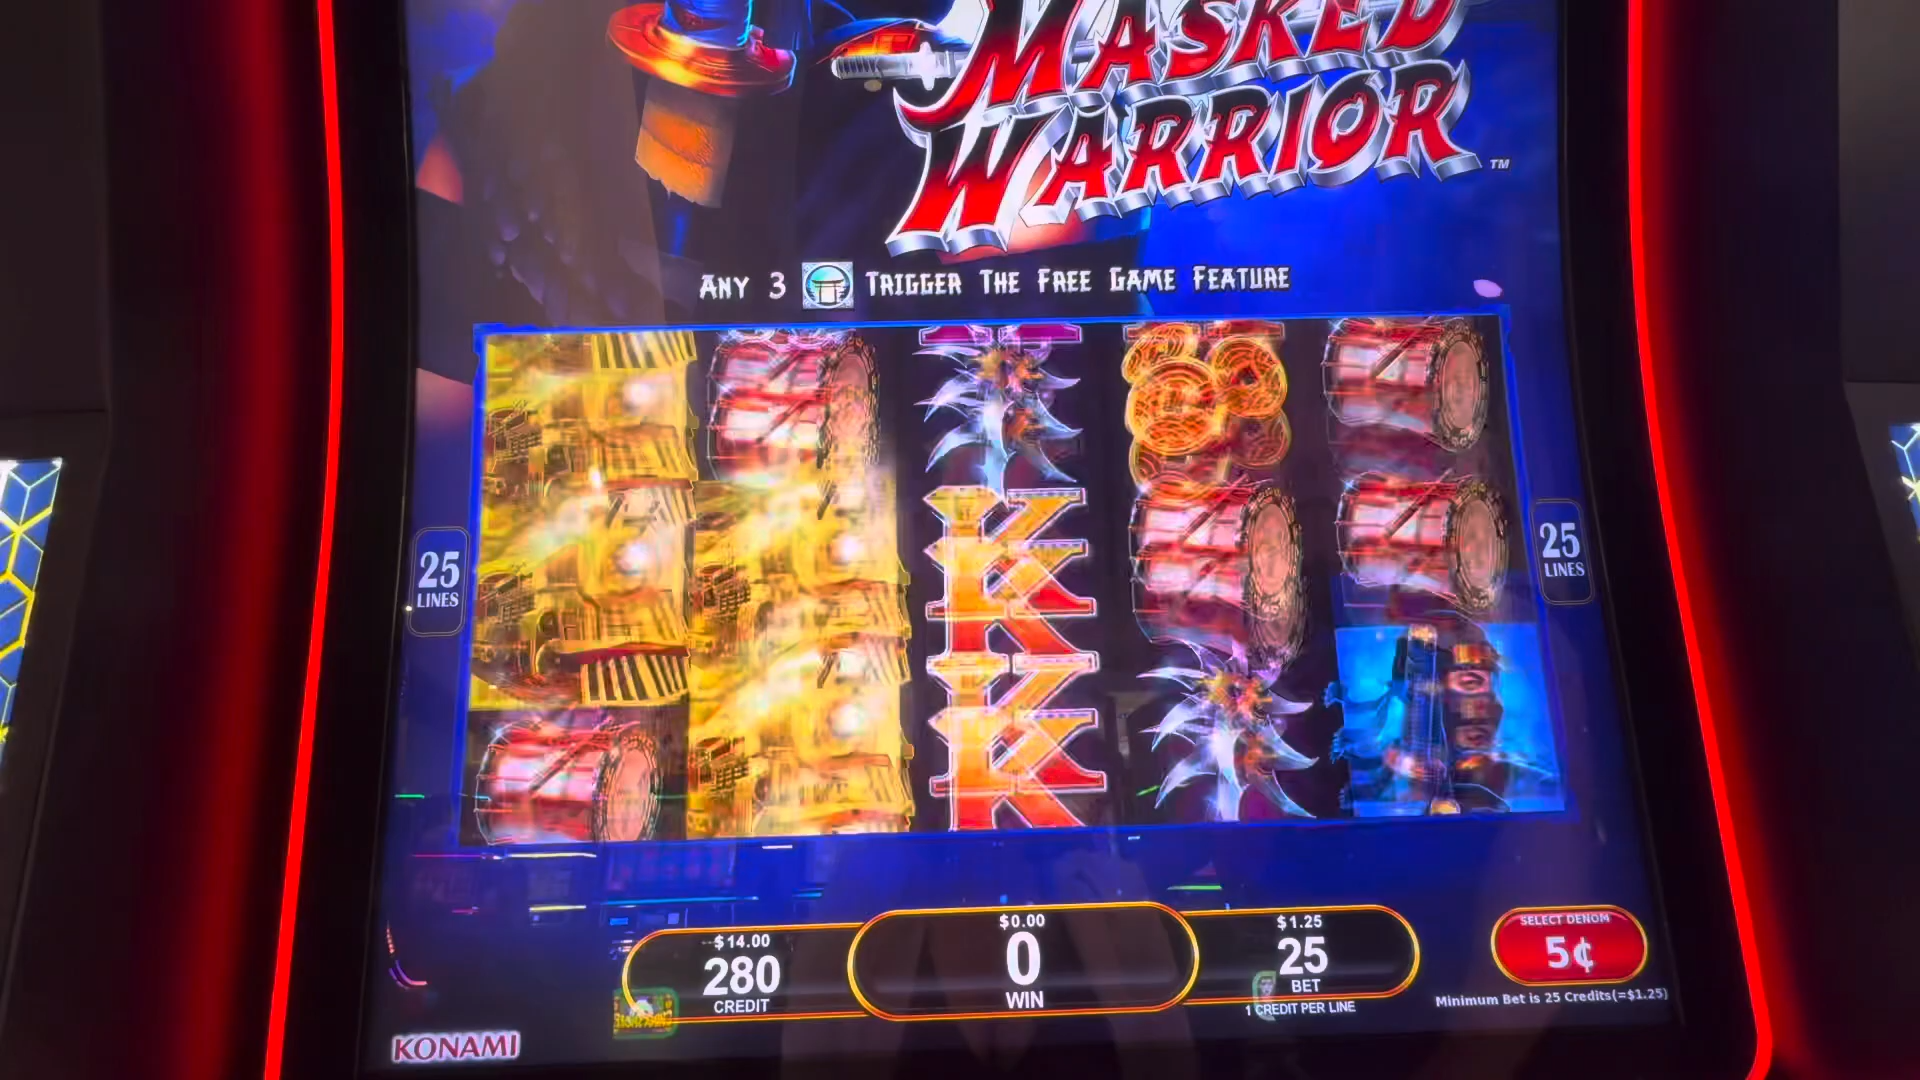 MASKED
WARRIOR™
ANY 3 TRIGGER THE FREE GAME FEATURE
25
LINES
25
LINES
K
K
K
K
$14.00
280
CREDIT
$0.00
0
WIN
$1.25
25
BET
1 CREDIT PER LINE
SELECT DENOM
5¢
Minimum Bet is 25 Credits(=$1.25)
KONAMI